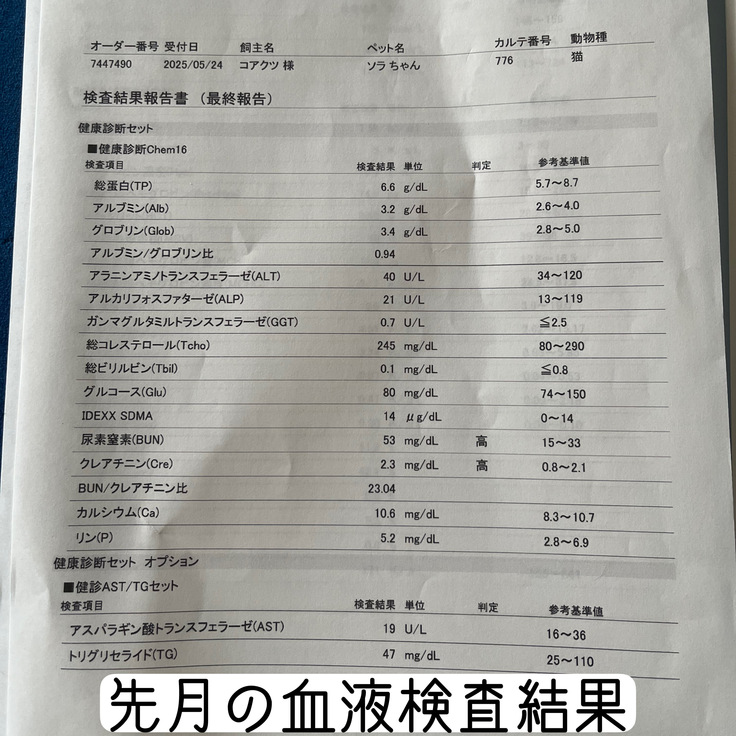 オーダー番号 受付日 飼主名 ペット名 カルテ番号 動物種
7447490 2025/05/24 コアクツ 様 ソラ ちゃん 776 猫
検査結果報告書 （最終報告）
健康診断セット
■健康診断Chem16
検査項目 検査結果 単位 判定 参考基準値
総蛋白(TP) 6.6 g/dL 5.7～8.7
アルブミン(Alb) 3.2 g/dL 2.6～4.0
グロブリン(Glob) 3.4 g/dL 2.8～5.0
アルブミン/グロブリン比 0.94
アラニンアミノトランスフェラーゼ(ALT) 40 U/L 34～120
アルカリフォスファターゼ(ALP) 21 U/L 13～119
ガンマグルタミルトランスフェラーゼ(GGT) 0.7 U/L ≦2.5
総コレステロール(Tcho) 245 mg/dL 80～290
総ビリルビン(Tbil) 0.1 mg/dL ≦0.8
グルコース(Glu) 80 mg/dL 74～150
IDEXX SDMA 14 μg/dL 0～14
尿素窒素(BUN) 53 mg/dL 高 15～33
クレアチニン(Cre) 2.3 mg/dL 高 0.8～2.1
BUN/クレアチニン比 23.04
カルシウム(Ca) 10.6 mg/dL 8.3～10.7
リン(P) 5.2 mg/dL 2.8～6.9
健康診断セット オプション
■健診AST/TGセット
検査項目 検査結果 単位 判定 参考基準値
アスパラギン酸トランスフェラーゼ(AST) 19 U/L 16～36
トリグリセライド(TG) 47 mg/dL 25～110
先月の血液検査結果